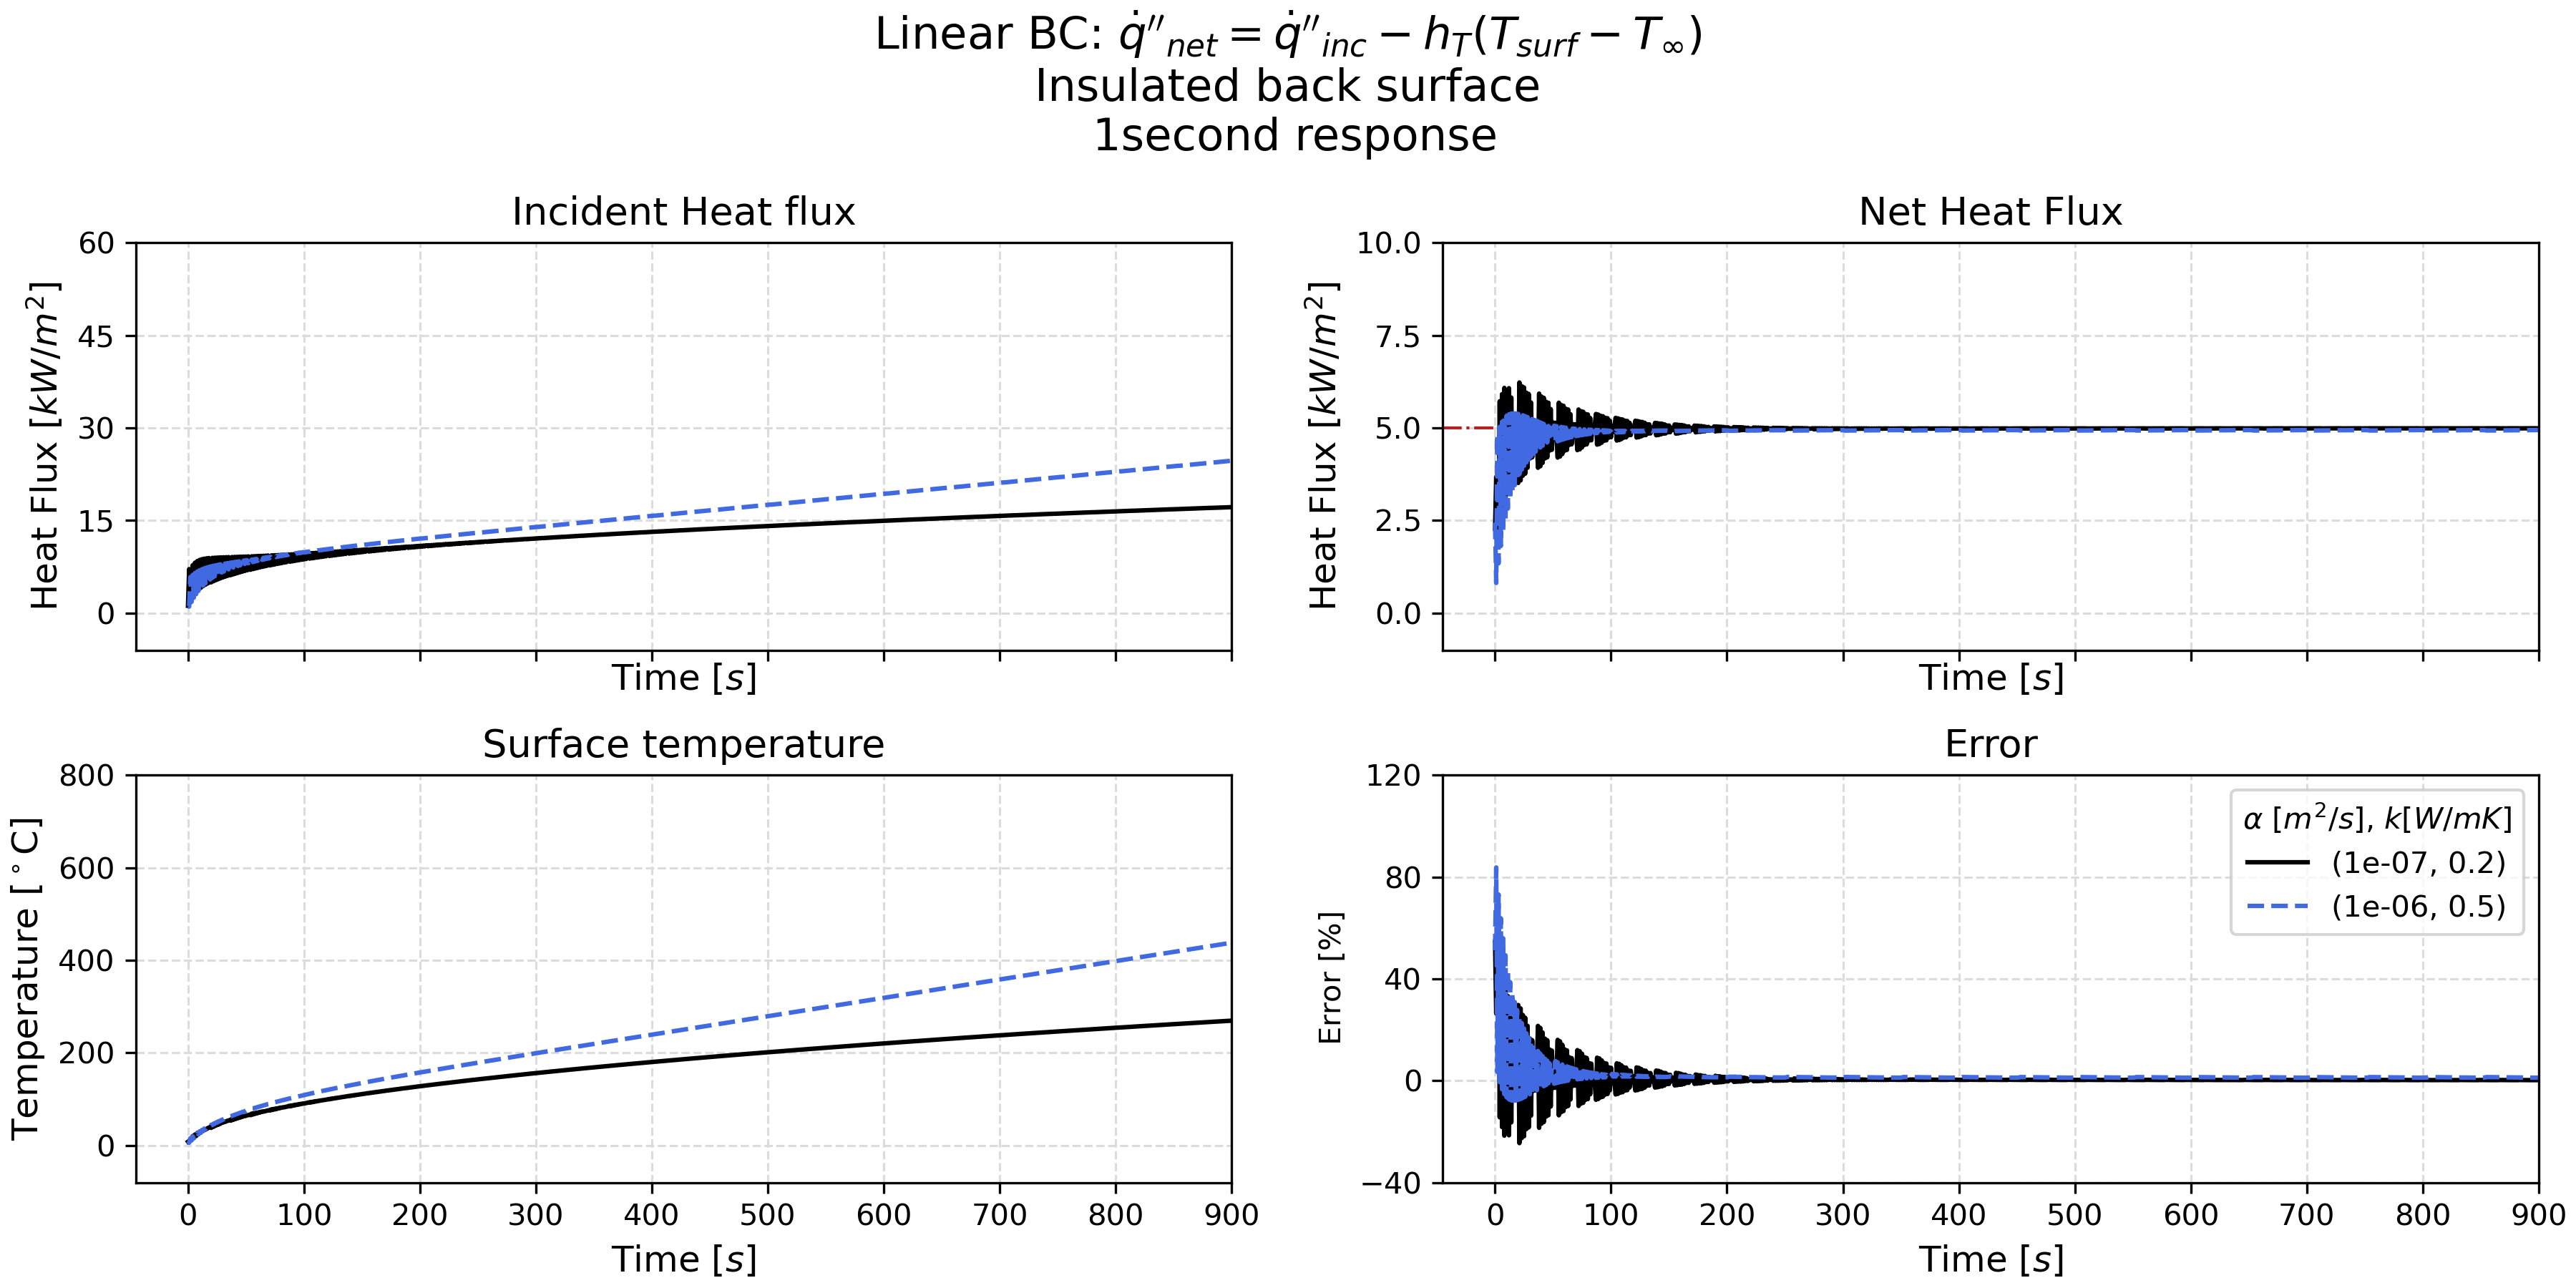 Linear BC: q̇″net = q̇″inc − hT(Tsurf − T∞)
Insulated back surface
1second response
Incident Heat flux
Heat Flux [kW/m²]
60
45
30
15
0
Time [s]
Net Heat Flux
Heat Flux [kW/m²]
10.0
7.5
5.0
2.5
0.0
Time [s]
Surface temperature
Temperature [°C]
800
600
400
200
0
0 100 200 300 400 500 600 700 800 900
Time [s]
Error
Error [%]
120
80
40
0
−40
α [m²/s], k[W/mK]
(1e-07, 0.2)
(1e-06, 0.5)
0 100 200 300 400 500 600 700 800 900
Time [s]